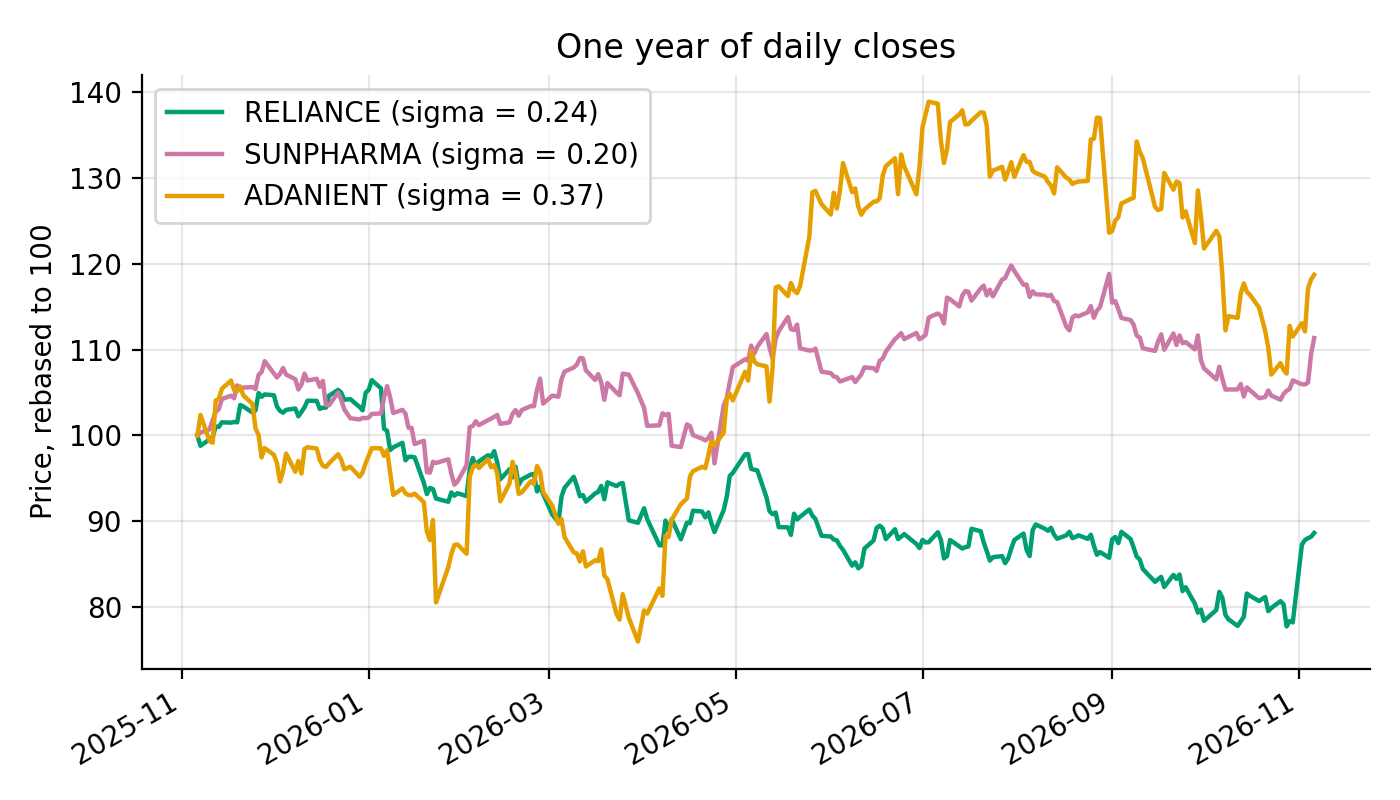 One year of daily closes
Price, rebased to 100
140
130
120
110
100
90
80
RELIANCE (sigma = 0.24)
SUNPHARMA (sigma = 0.20)
ADANIENT (sigma = 0.37)
2025-11
2026-01
2026-03
2026-05
2026-07
2026-09
2026-11